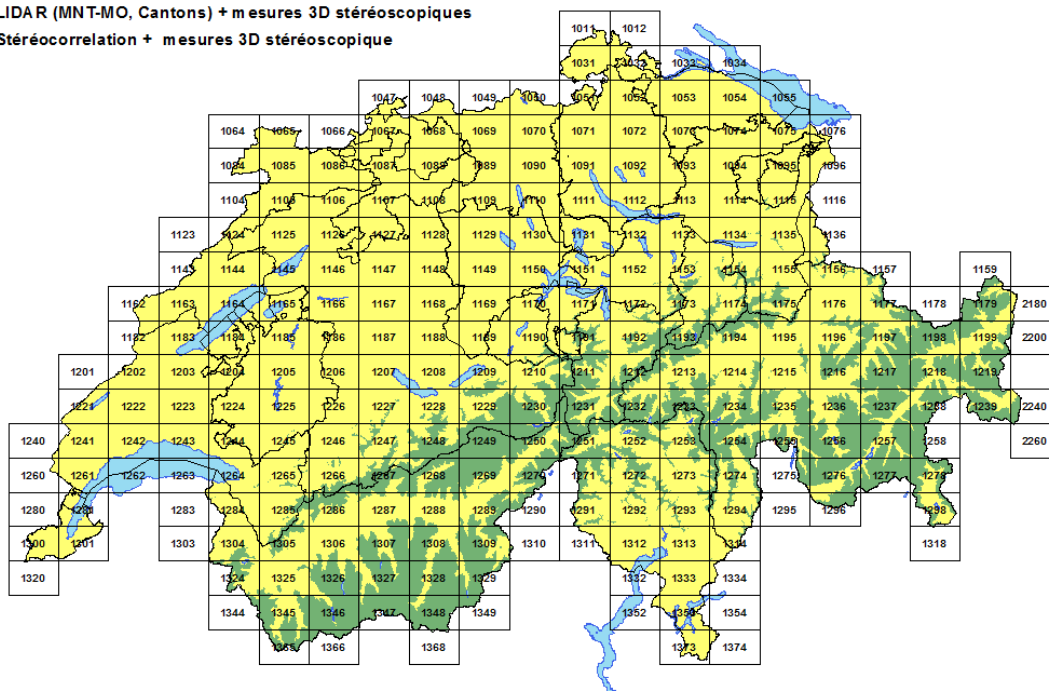 LIDAR (MNT-MO, Cantons) + mesures 3D stéréoscopiques
Stéréocorrelation + mesures 3D stéréoscopique
1011 1012
1031 1032 1033 1034
1047 1048 1049 1050 1051 1052 1053 1054 1055
1064 1065 1066 1067 1068 1069 1070 1071 1072 1073 1074 1075 1076
1084 1085 1086 1087 1088 1089 1090 1091 1092 1093 1094 1095 1096
1104 1105 1106 1107 1108 1109 1110 1111 1112 1113 1114 1115 1116
1123 1124 1125 1126 1127 1128 1129 1130 1131 1132 1133 1134 1135 1136
1143 1144 1145 1146 1147 1148 1149 1150 1151 1152 1153 1154 1155 1156 1157 1159
1162 1163 1164 1165 1166 1167 1168 1169 1170 1171 1172 1173 1174 1175 1176 1177 1178 1179 2180
1182 1183 1184 1185 1186 1187 1188 1189 1190 1191 1192 1193 1194 1195 1196 1197 1198 1199 2200
1201 1202 1203 1204 1205 1206 1207 1208 1209 1210 1211 1212 1213 1214 1215 1216 1217 1218 1219
1221 1222 1223 1224 1225 1226 1227 1228 1229 1230 1231 1232 1233 1234 1235 1236 1237 1238 1239 2240
1240 1241 1242 1243 1244 1245 1246 1247 1248 1249 1250 1251 1252 1253 1254 1255 1256 1257 1258 2260
1260 1261 1262 1263 1264 1265 1266 1267 1268 1269 1270 1271 1272 1273 1274 1275 1276 1277 1278
1280 1281 1283 1284 1285 1286 1287 1288 1289 1290 1291 1292 1293 1294 1295 1296 1298
1300 1301 1303 1304 1305 1306 1307 1308 1309 1310 1311 1312 1313 1314 1318
1320 1324 1325 1326 1327 1328 1329 1332 1333 1334
1344 1345 1346 1347 1348 1349 1352 1353 1354
1365 1366 1368 1373 1374